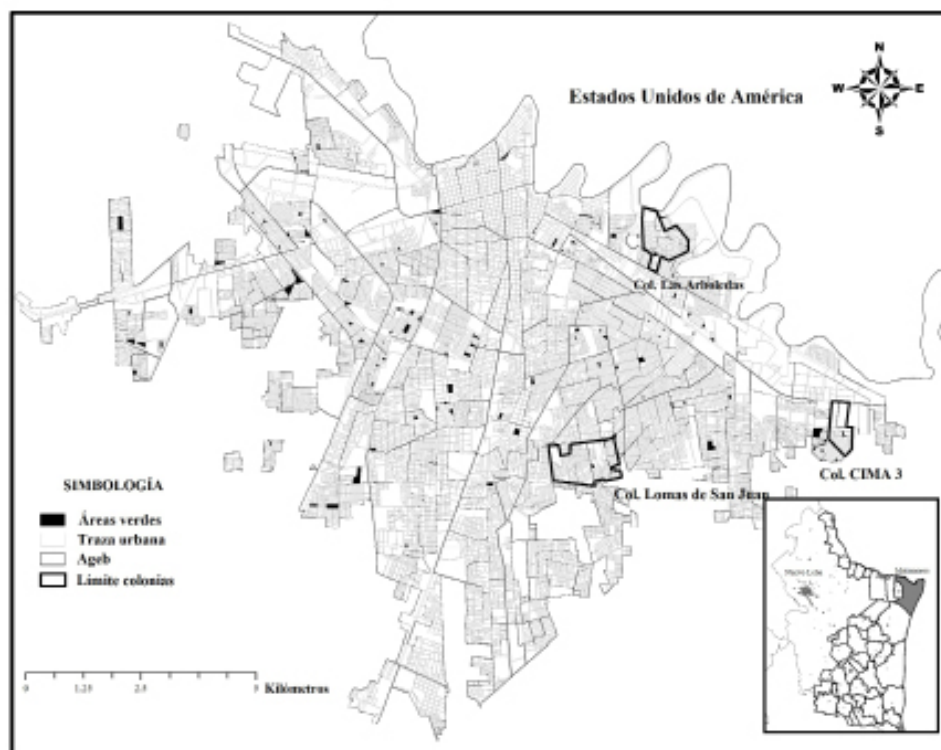 N
Estados Unidos de América
W E
S
Col. Las Arboledas
Col. CIMA 3
Col. Lomas de San Juan
SIMBOLOGÍA
Áreas verdes
Traza urbana
Ageb
Límite colonias
0 1.25 2.5 5 Kilómetros
Nuevo León
Matamoros